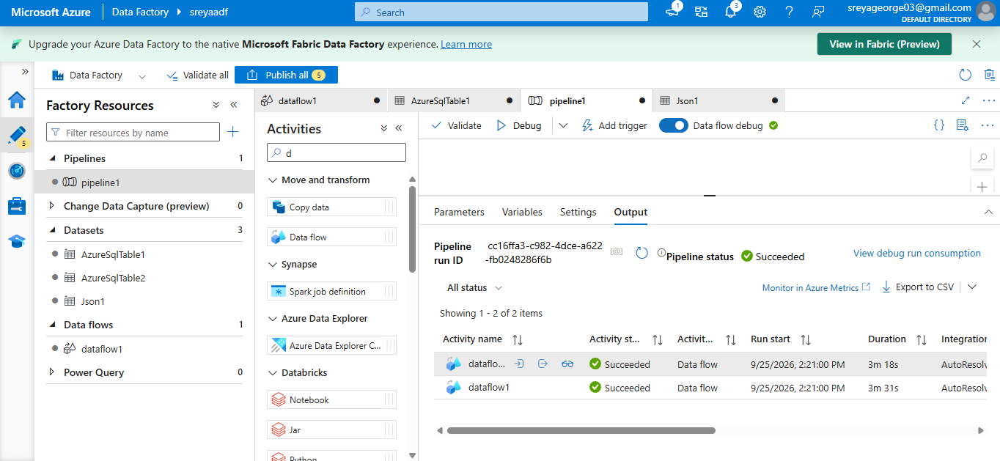 Microsoft Azure Data Factory sreyaadf Search 1 3 sreyageorge03@gmail.com
DEFAULT DIRECTORY
Upgrade your Azure Data Factory to the native Microsoft Fabric Data Factory experience. Learn more View in Fabric (Preview)
Data Factory Validate all Publish all 5
5
Factory Resources
Filter resources by name
Pipelines 1
pipeline1
Change Data Capture (preview) 0
Datasets 3
AzureSqlTable1
AzureSqlTable2
Json1
Data flows 1
dataflow1
Power Query 0
dataflow1 AzureSqlTable1 pipeline1 Json1
Activities
d
Move and transform
Copy data
Data flow
Synapse
Spark job definition
Azure Data Explorer
Azure Data Explorer C...
Databricks
Notebook
Jar
Python
Validate Debug Add trigger Data flow debug
Parameters Variables Settings Output
Pipeline run ID
cc16ffa3-c982-4dce-a622
-fb0248286f6b
Pipeline status Succeeded View debug run consumption
All status Monitor in Azure Metrics Export to CSV
Showing 1 - 2 of 2 items
Activity name Activity st... Activit... Run start Duration Integration
dataflo... Succeeded Data flow 9/25/2026, 2:21:00 PM 3m 18s AutoResolv
dataflow1 Succeeded Data flow 9/25/2026, 2:21:00 PM 3m 31s AutoResolv